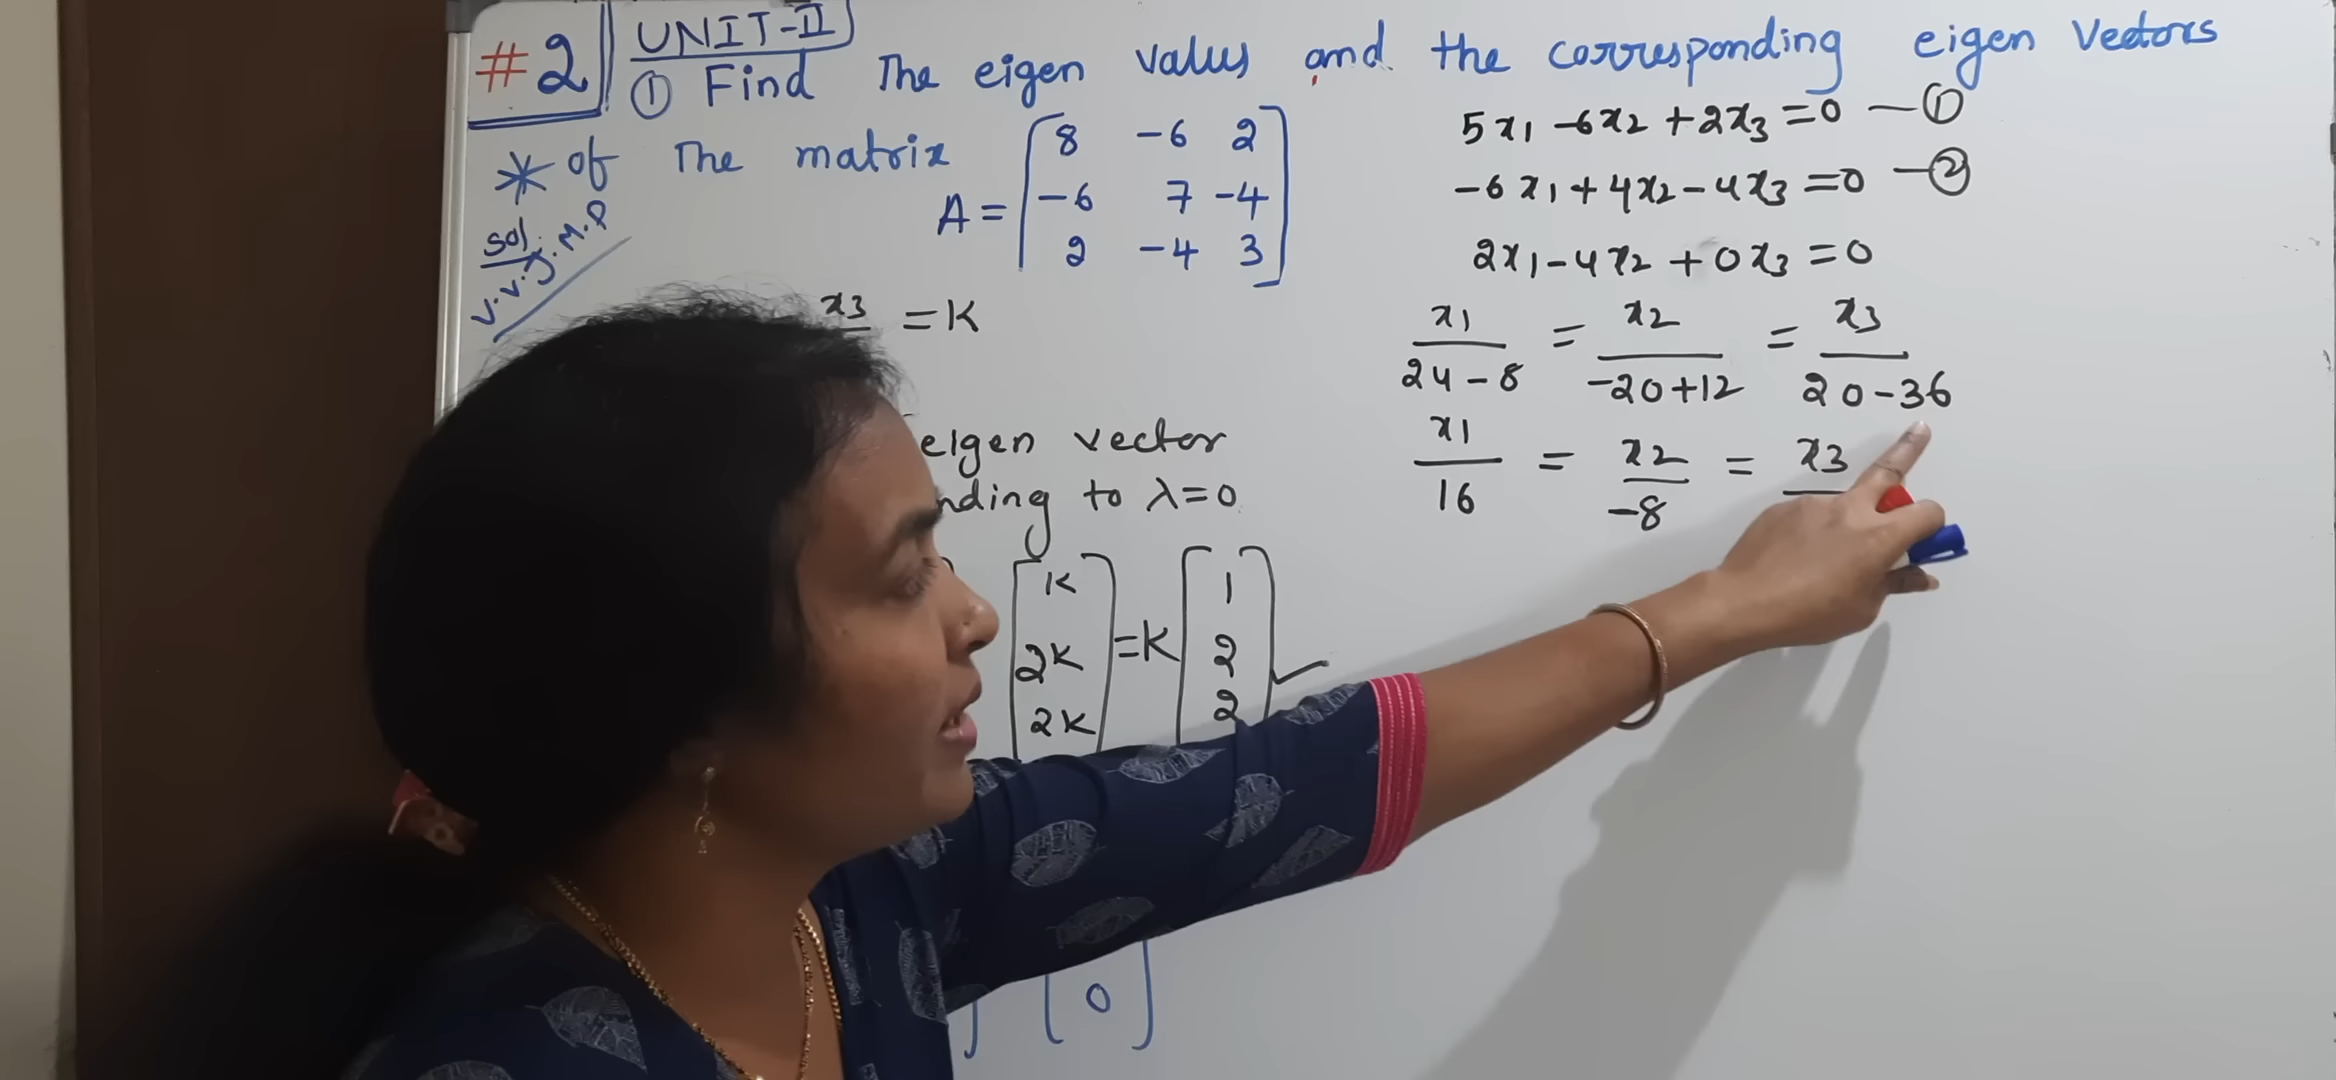 #2 UNIT-II
① Find The eigen valus and the corresponding eigen Vectors
* of The matrix
A = [8 -6 2
-6 7 -4
2 -4 3]
Sol.
V.V.J.M.P
x3 = K
eigen vector
nding to λ=0
[K
2K
2K] = K [1
2
2]
[0]
5x1 -6x2 +2x3 =0 —①
-6x1 + 4x2 - 4x3 =0 —②
2x1 -4x2 + 0x3 =0
x1/24-8 = x2/-20+12 = x3/20-36
x1/16 = x2/-8 = x3